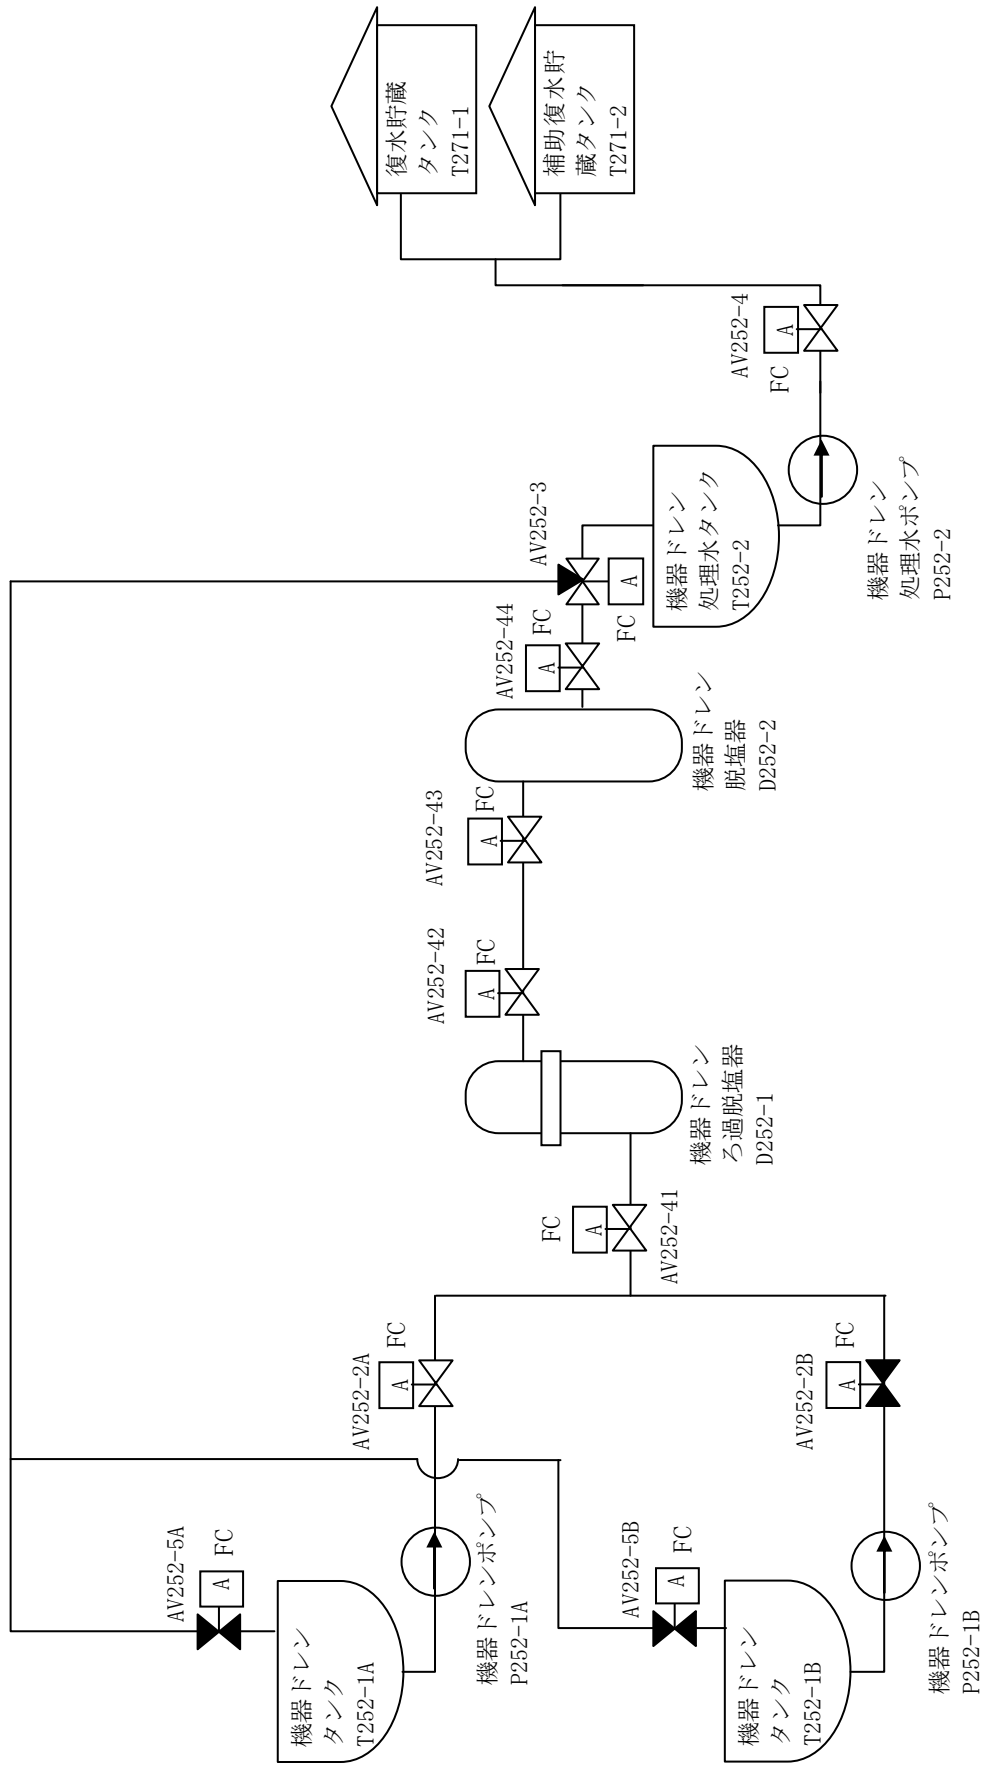 復水貯蔵
タンク
T271-1
補助復水貯
蔵タンク
T271-2
AV252-4
A
FC
機器ドレン
処理水ポンプ
P252-2
AV252-3
A
FC
機器ドレン
処理水タンク
T252-2
AV252-44
A
FC
機器ドレン
脱塩器
D252-2
AV252-43
A
FC
AV252-42
A
FC
機器ドレン
ろ過脱塩器
D252-1
FC
A
AV252-41
AV252-2A
A
FC
AV252-2B
A
FC
AV252-5A
A
FC
機器ドレン
タンク
T252-1A
機器ドレンポンプ
P252-1A
AV252-5B
A
FC
機器ドレン
タンク
T252-1B
機器ドレンポンプ
P252-1B